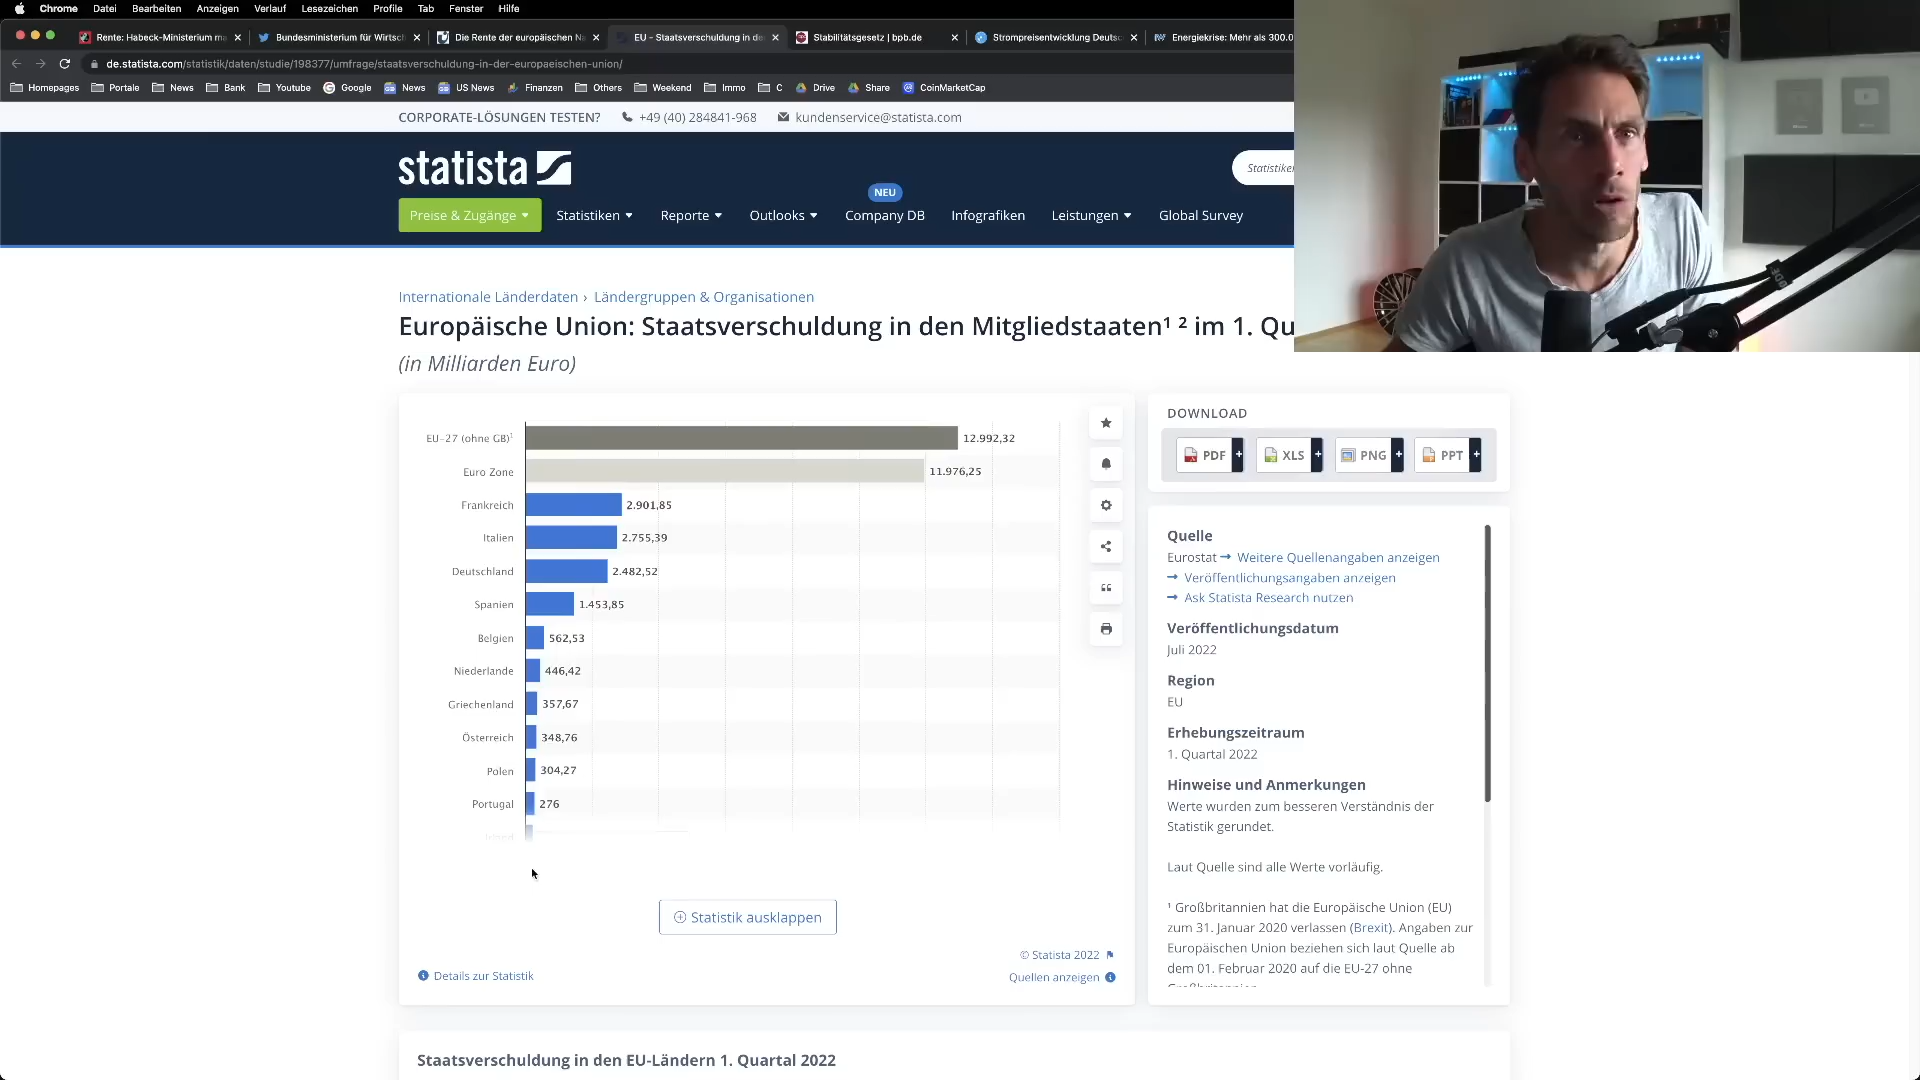 Chrome Datei Bearbeiten Anzeigen Verlauf Lesezeichen Profile Tab Fenster Hilfe
Rente: Habeck-Ministerium Bundesministerium für Wirtsch Die Rente der europäischen EU - Staatsverschuldung in de Stabilitätsgesetz | bpb.de Strompreisentwicklung Energiekrise: Mehr als 300.0
de.statista.com/statistik/daten/studie/198377/umfrage/staatsverschuldung-in-der-europaeischen-union/
Homepages Portale News Bank Youtube Google News US News Finanzen Others Weekend Immo C Drive Share CoinMarketCap
CORPORATE-LÖSUNGEN TESTEN? +49 (40) 284841-968 kundenservice@statista.com
statista
NEU
Preise & Zugänge Statistiken Reporte Outlooks Company DB Infografiken Leistungen Global Survey
Internationale Länderdaten › Ländergruppen & Organisationen
Europäische Union: Staatsverschuldung in den Mitgliedstaaten¹ ² im 1. Qu
(in Milliarden Euro)
EU-27 (ohne GB)¹ 12.992,32
Euro Zone 11.976,25
Frankreich 2.901,85
Italien 2.755,39
Deutschland 2.482,52
Spanien 1.453,85
Belgien 562,53
Niederlande 446,42
Griechenland 357,67
Österreich 348,76
Polen 304,27
Portugal 276
Statistik ausklappen
© Statista 2022
Details zur Statistik
Quellen anzeigen
DOWNLOAD
PDF + XLS + PNG + PPT +
Quelle
Eurostat → Weitere Quellenangaben anzeigen
→ Veröffentlichungsangaben anzeigen
→ Ask Statista Research nutzen
Veröffentlichungsdatum
Juli 2022
Region
EU
Erhebungszeitraum
1. Quartal 2022
Hinweise und Anmerkungen
Werte wurden zum besseren Verständnis der
Statistik gerundet.
Laut Quelle sind alle Werte vorläufig.
¹ Großbritannien hat die Europäische Union (EU)
zum 31. Januar 2020 verlassen (Brexit). Angaben zur
Europäischen Union beziehen sich laut Quelle ab
dem 01. Februar 2020 auf die EU-27 ohne
Staatsverschuldung in den EU-Ländern 1. Quartal 2022